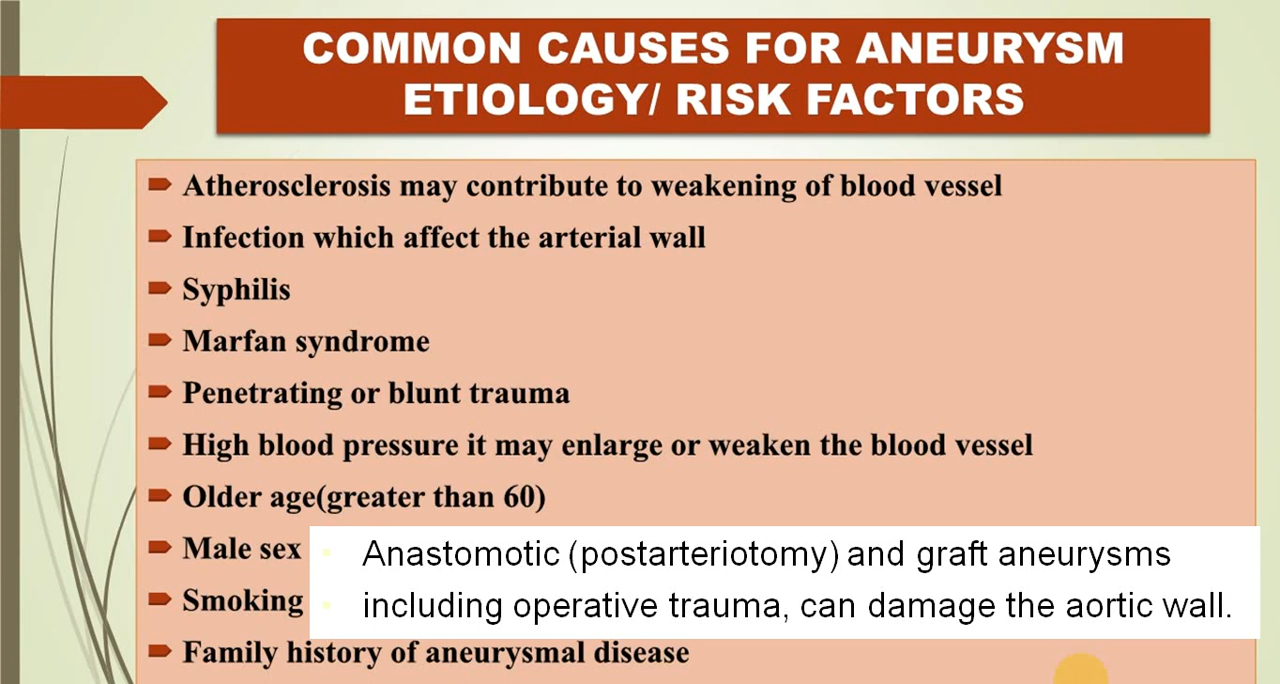 COMMON CAUSES FOR ANEURYSM
ETIOLOGY/ RISK FACTORS
Atherosclerosis may contribute to weakening of blood vessel
Infection which affect the arterial wall
Syphilis
Marfan syndrome
Penetrating or blunt trauma
High blood pressure it may enlarge or weaken the blood vessel
Older age(greater than 60)
Male sex
Smoking
Family history of aneurysmal disease
Anastomotic (postarteriotomy) and graft aneurysms
including operative trauma, can damage the aortic wall.